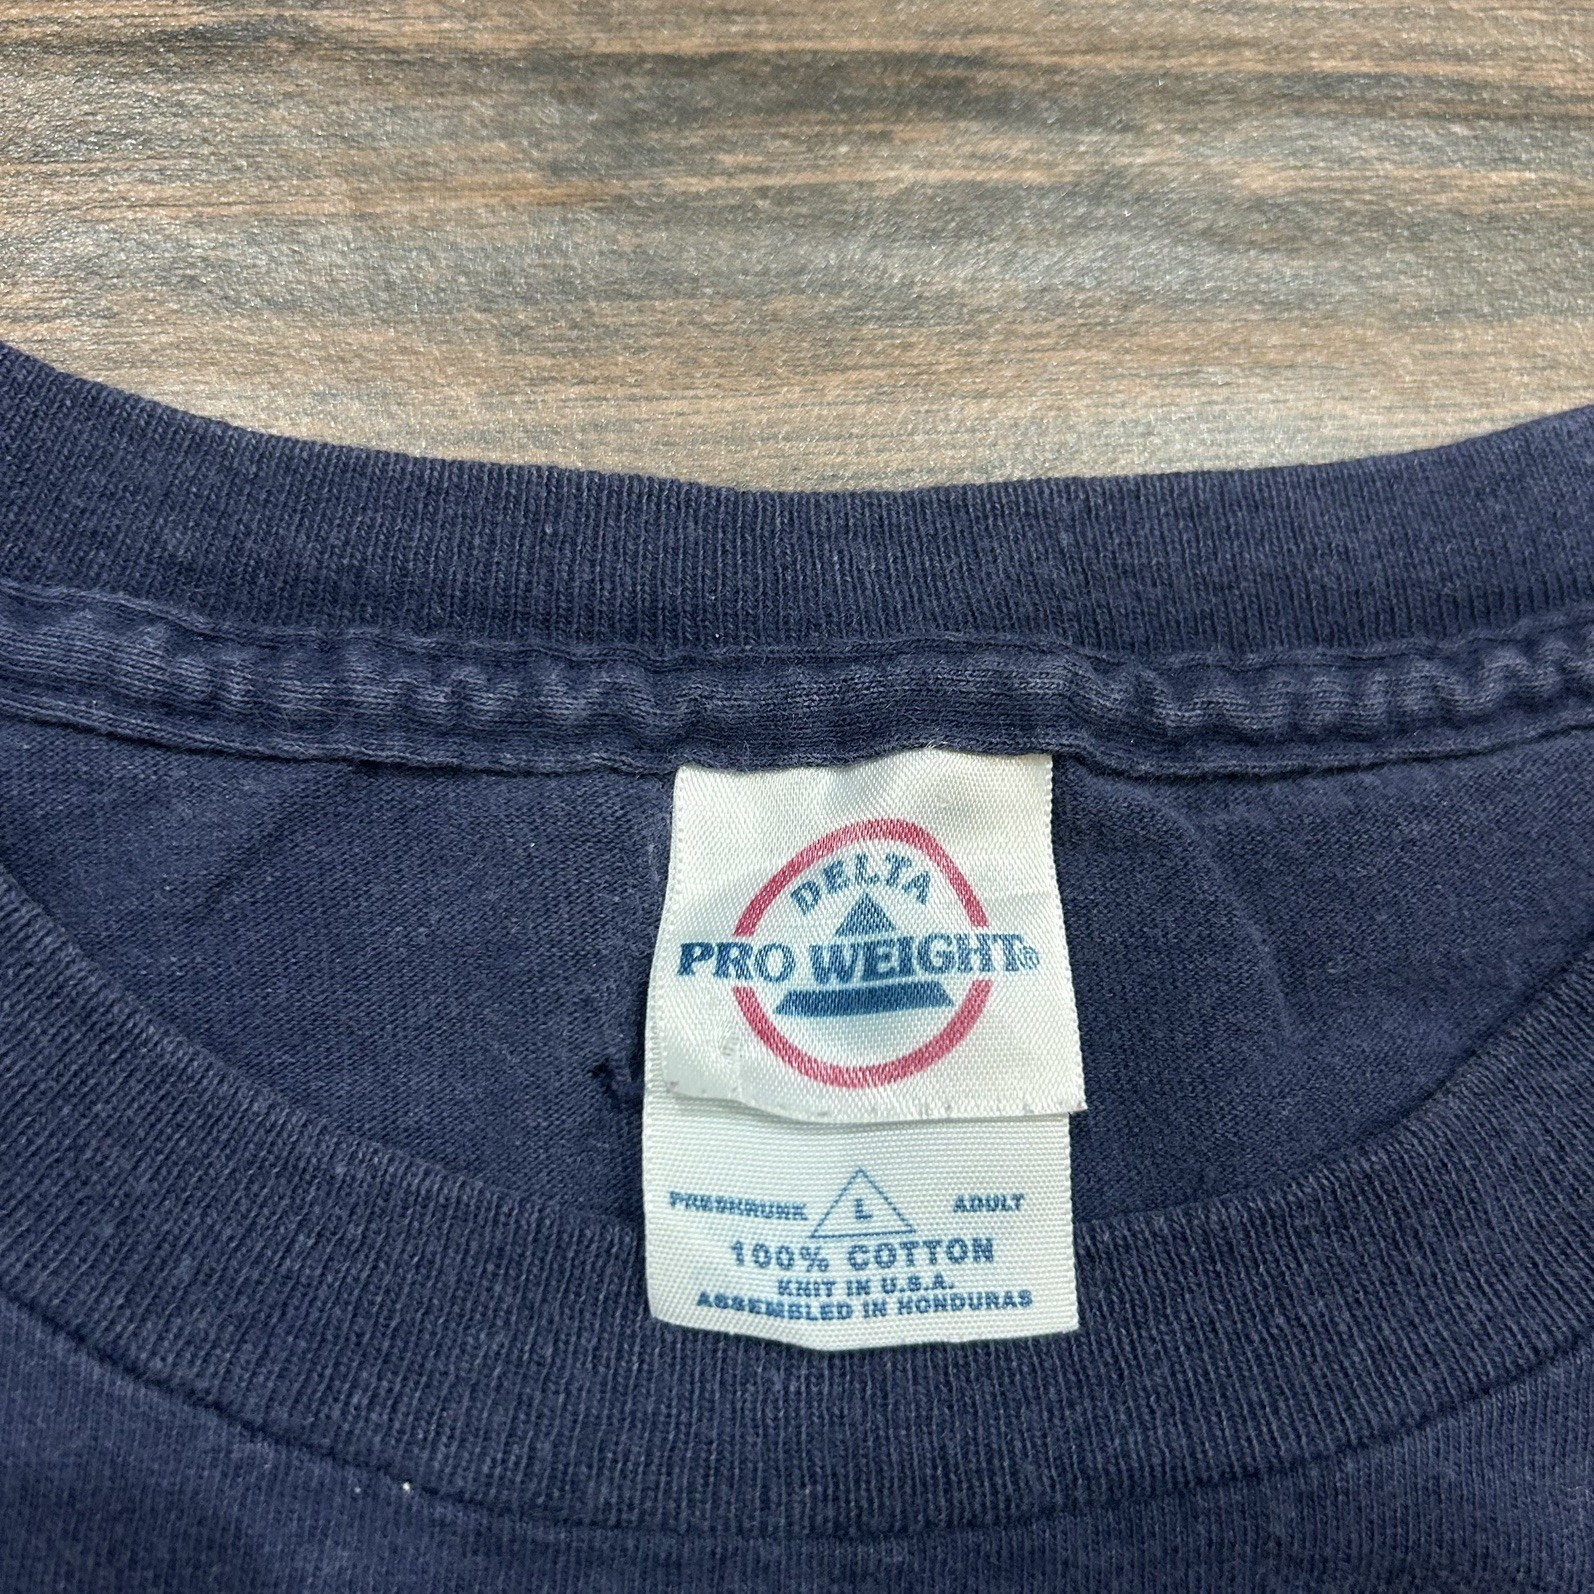 DELTA
PRO WEIGHT®
PRESHRUNK L ADULT
100% COTTON
KNIT IN U.S.A.
ASSEMBLED IN HONDURAS